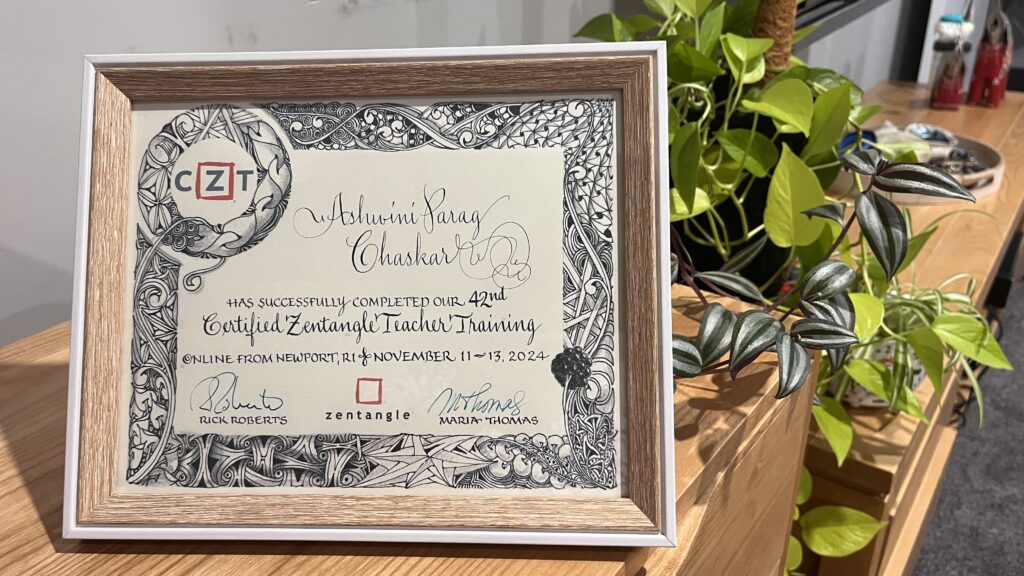 CZT
Ashwini Parag
Chaskar
HAS SUCCESSFULLY COMPLETED OUR 42nd
Certified Zentangle Teacher Training
ONLINE FROM NEWPORT, RI & NOVEMBER 11-13, 2024
RICK ROBERTS
zentangle
MThomas
MARIA THOMAS